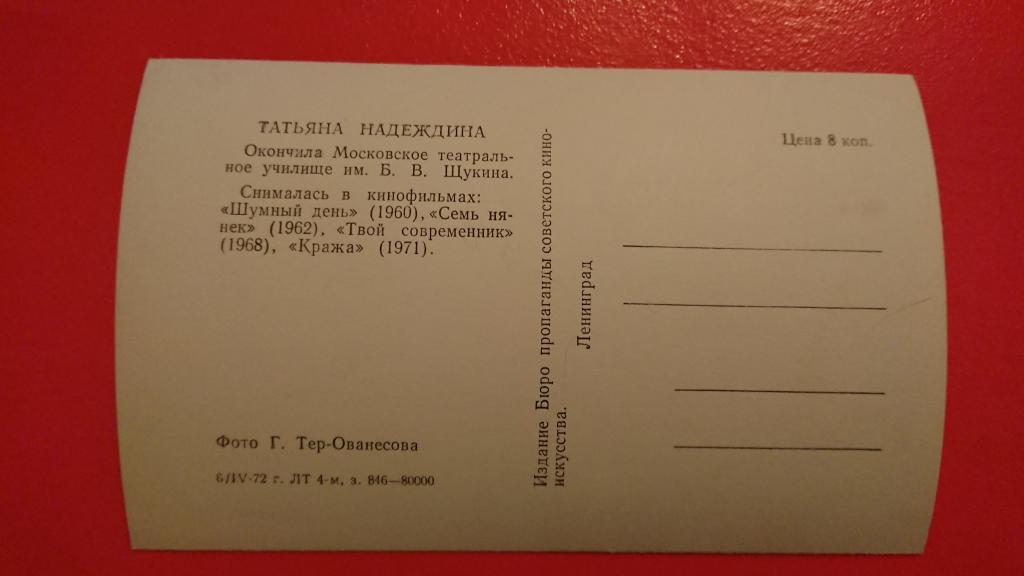 ТАТЬЯНА НАДЕЖДИНА
Окончила Московское театраль-
ное училище им. Б. В. Щукина.
Снималась в кинофильмах:
«Шумный день» (1960), «Семь ня-
нек» (1962), «Твой современник»
(1968), «Кража» (1971).
Фото Г. Тер-Ованесова
6/IV-72 г. ЛТ 4-м, з. 846—80000
Издание Бюро пропаганды советского кино-
искусства.
Ленинград
Цена 8 коп.